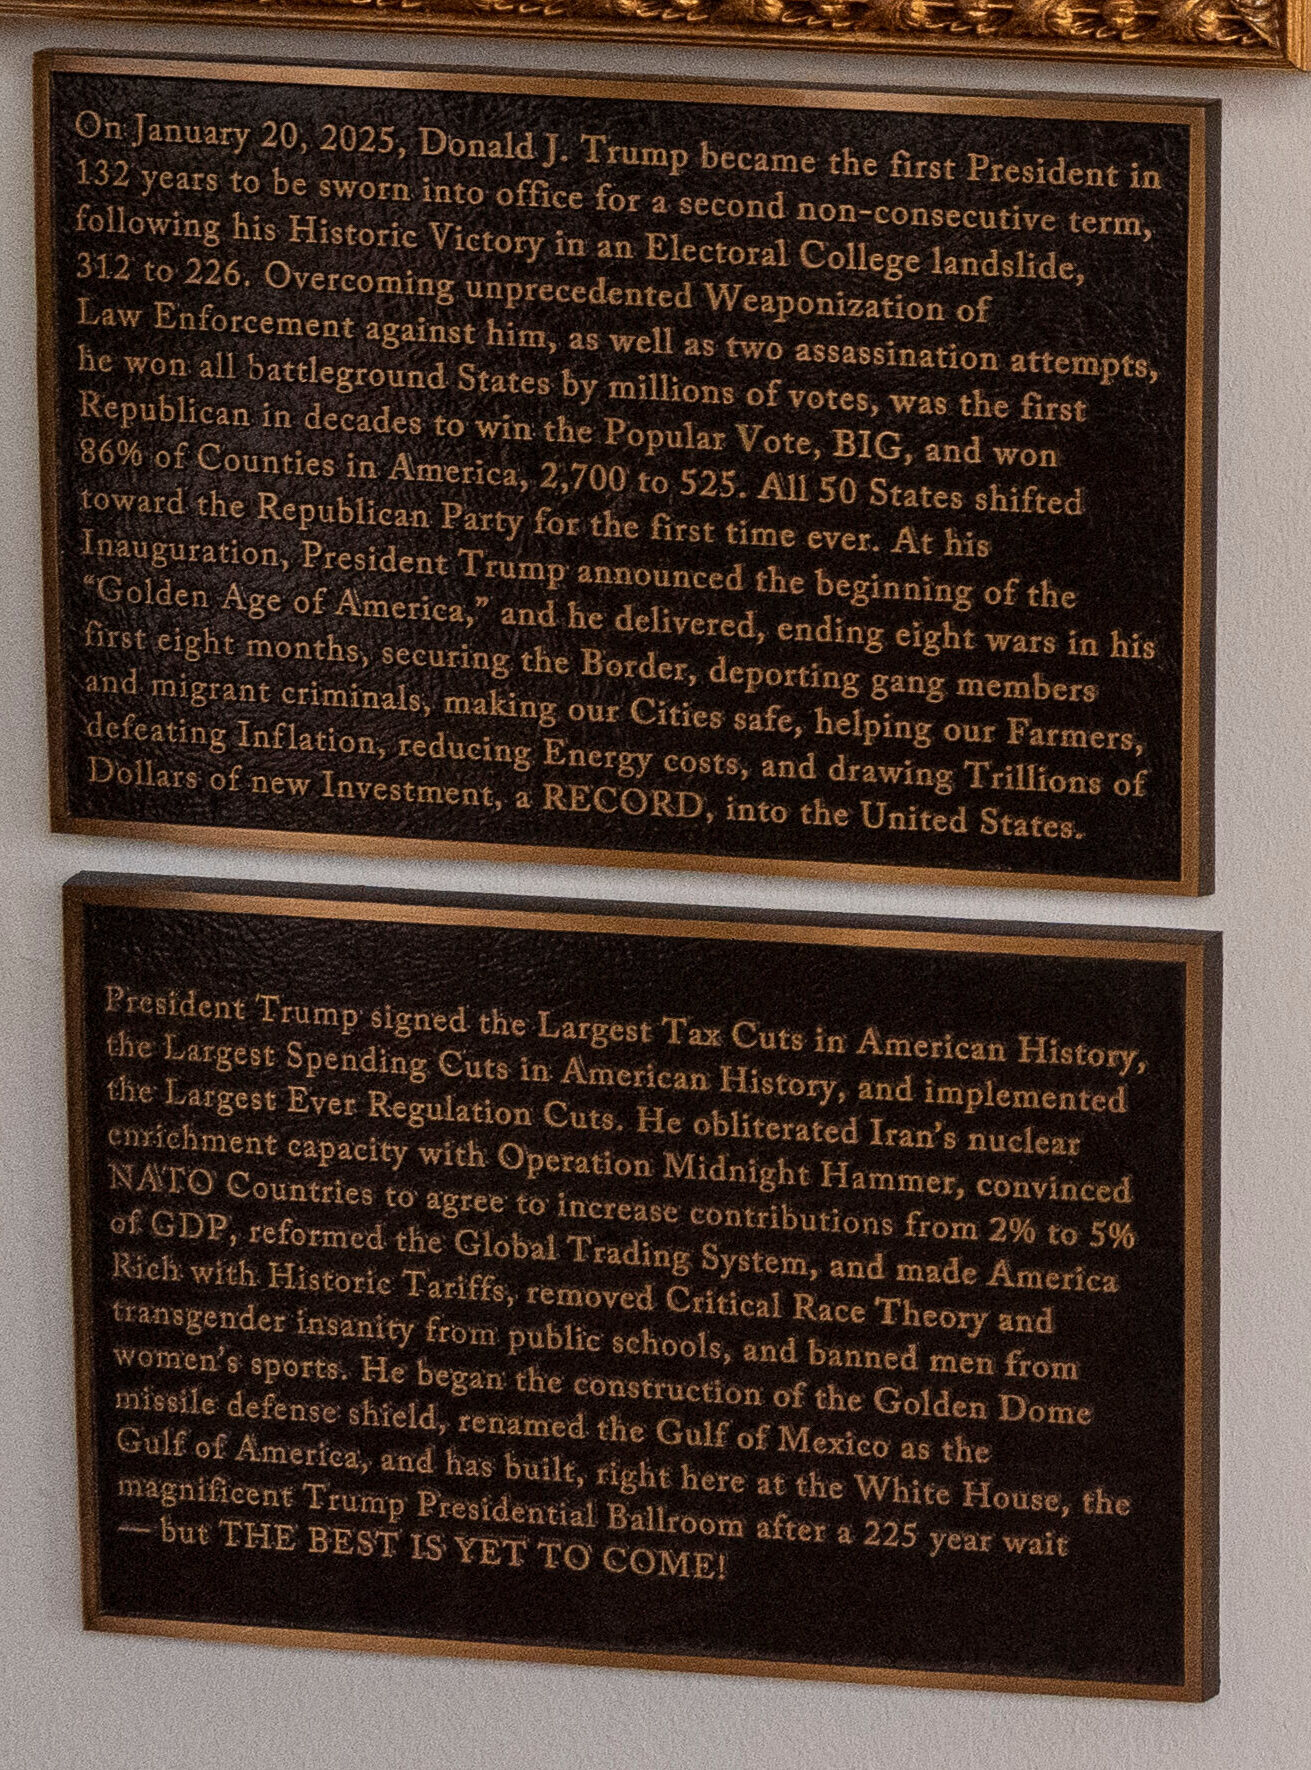 On January 20, 2025, Donald J. Trump became the first President in
132 years to be sworn into office for a second non-consecutive term,
following his Historic Victory in an Electoral College landslide,
312 to 226. Overcoming unprecedented Weaponization of
Law Enforcement against him, as well as two assassination attempts,
he won all battleground States by millions of votes, was the first
Republican in decades to win the Popular Vote, BIG, and won
86% of Counties in America, 2,700 to 525. All 50 States shifted
toward the Republican Party for the first time ever. At his
Inauguration, President Trump announced the beginning of the
“Golden Age of America,” and he delivered, ending eight wars in his
first eight months, securing the Border, deporting gang members
and migrant criminals, making our Cities safe, helping our Farmers,
defeating Inflation, reducing Energy costs, and drawing Trillions of
Dollars of new Investment, a RECORD, into the United States.
President Trump signed the Largest Tax Cuts in American History,
the Largest Spending Cuts in American History, and implemented
the Largest Ever Regulation Cuts. He obliterated Iran’s nuclear
enrichment capacity with Operation Midnight Hammer, convinced
NATO Countries to agree to increase contributions from 2% to 5%
of GDP, reformed the Global Trading System, and made America
Rich with Historic Tariffs, removed Critical Race Theory and
transgender insanity from public schools, and banned men from
women’s sports. He began the construction of the Golden Dome
missile defense shield, renamed the Gulf of Mexico as the
Gulf of America, and has built, right here at the White House, the
magnificent Trump Presidential Ballroom after a 225 year wait
— but THE BEST IS YET TO COME!